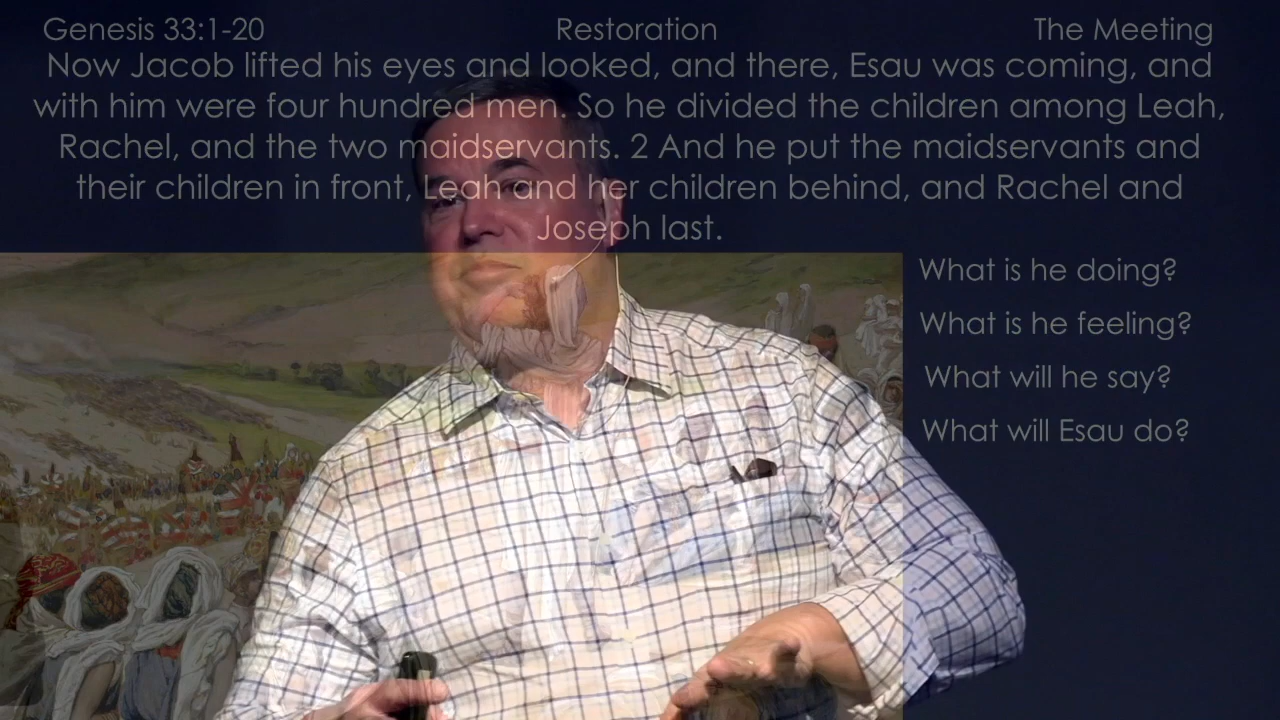 Genesis 33:1-20 Restoration The Meeting
Now Jacob lifted his eyes and looked, and there, Esau was coming, and
with him were four hundred men. So he divided the children among Leah,
Rachel, and the two maidservants. 2 And he put the maidservants and
their children in front, Leah and her children behind, and Rachel and
Joseph last.
What is he doing?
What is he feeling?
What will he say?
What will Esau do?